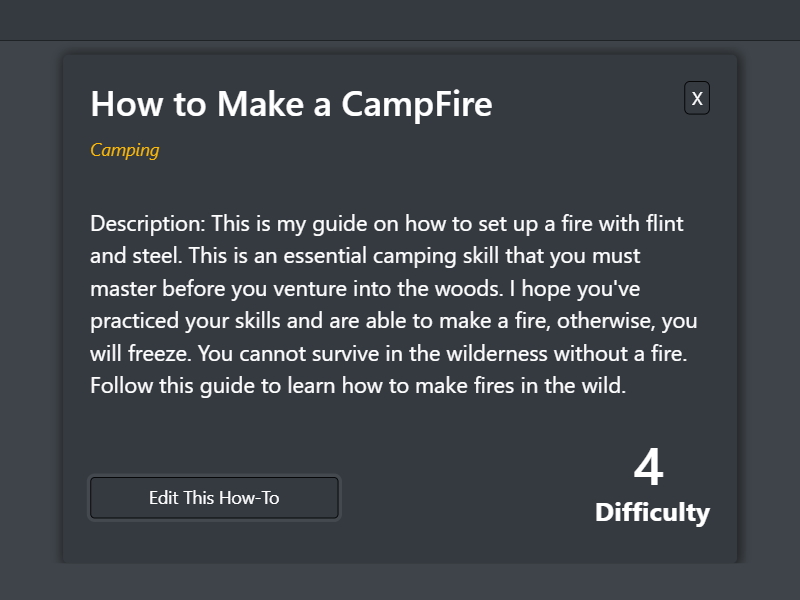 How to Make a CampFire
X
Camping
Description: This is my guide on how to set up a fire with flint
and steel. This is an essential camping skill that you must
master before you venture into the woods. I hope you've
practiced your skills and are able to make a fire, otherwise, you
will freeze. You cannot survive in the wilderness without a fire.
Follow this guide to learn how to make fires in the wild.
Edit This How-To
4
Difficulty